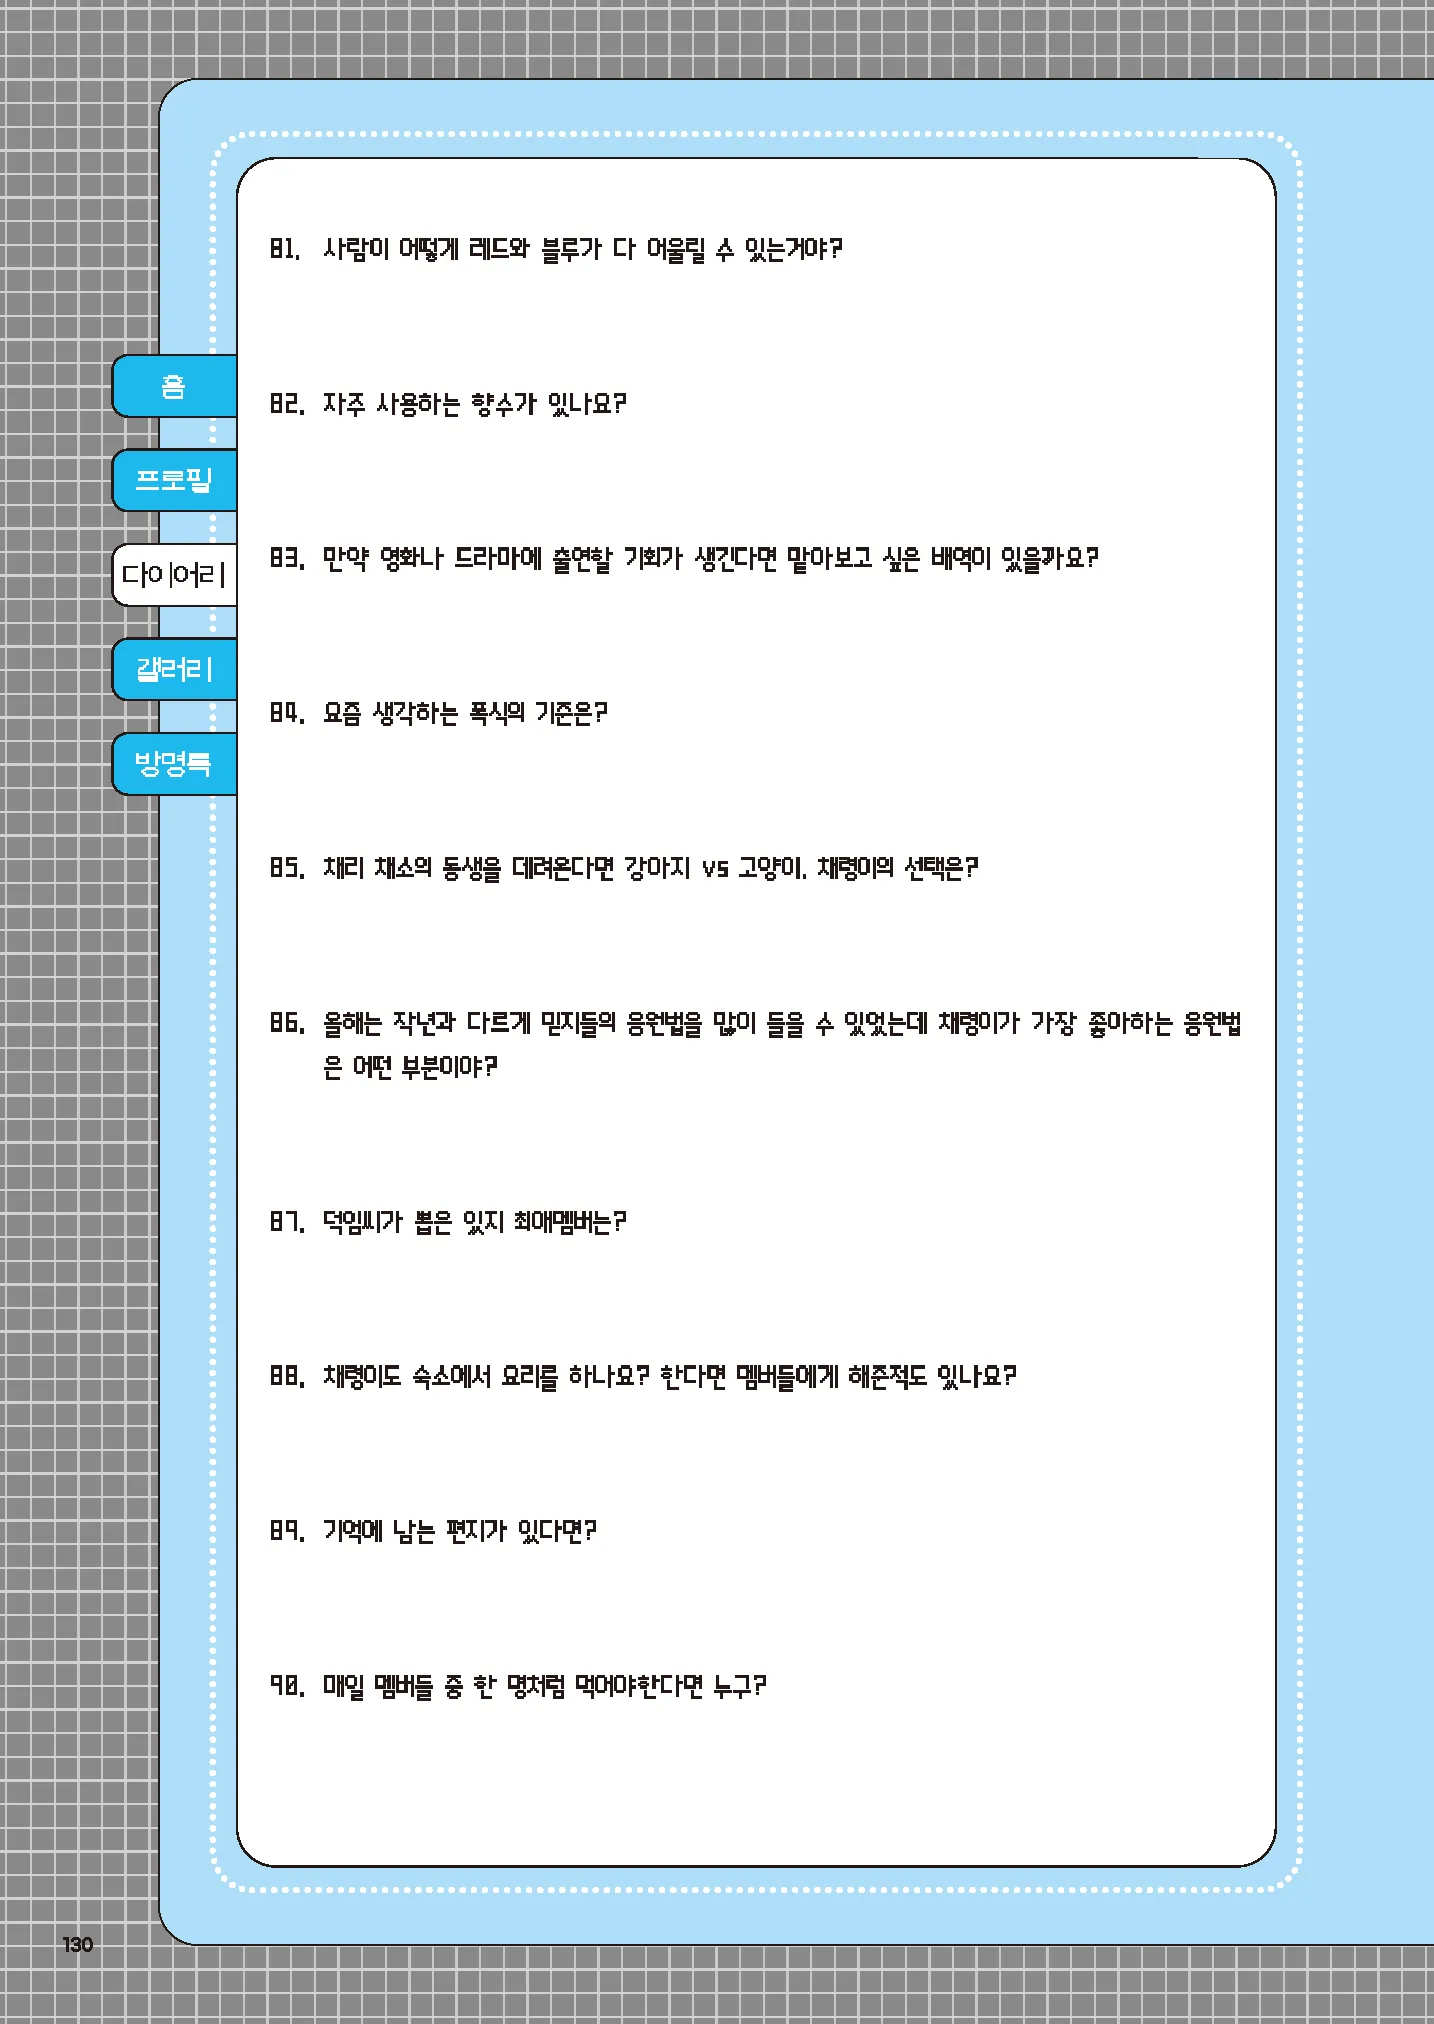 81. 사람이 어떻게 레드와 블루가 다 어울릴 수 있는거야?
홈
82. 자주 사용하는 향수가 있나요?
프로필
83. 만약 영화나 드라마에 출연할 기회가 생긴다면 맡아보고 싶은 배역이 있을까요?
다이어리
갤러리
84. 요즘 생각하는 폭식의 기준은?
방명록
85. 채리 채소의 동생을 데려온다면 강아지 vs 고양이. 채령이의 선택은?
86. 올해는 작년과 다르게 믿지들의 응원법을 많이 들을 수 있었는데 채령이가 가장 좋아하는 응원법
은 어떤 부분이야?
87. 덕임씨가 뽑은 있지 최애멤버는?
88. 채령이도 숙소에서 요리를 하나요? 한다면 멤버들에게 해준적도 있나요?
89. 기억에 남는 편지가 있다면?
90. 매일 멤버들 중 한 명처럼 먹어야한다면 누구?
130